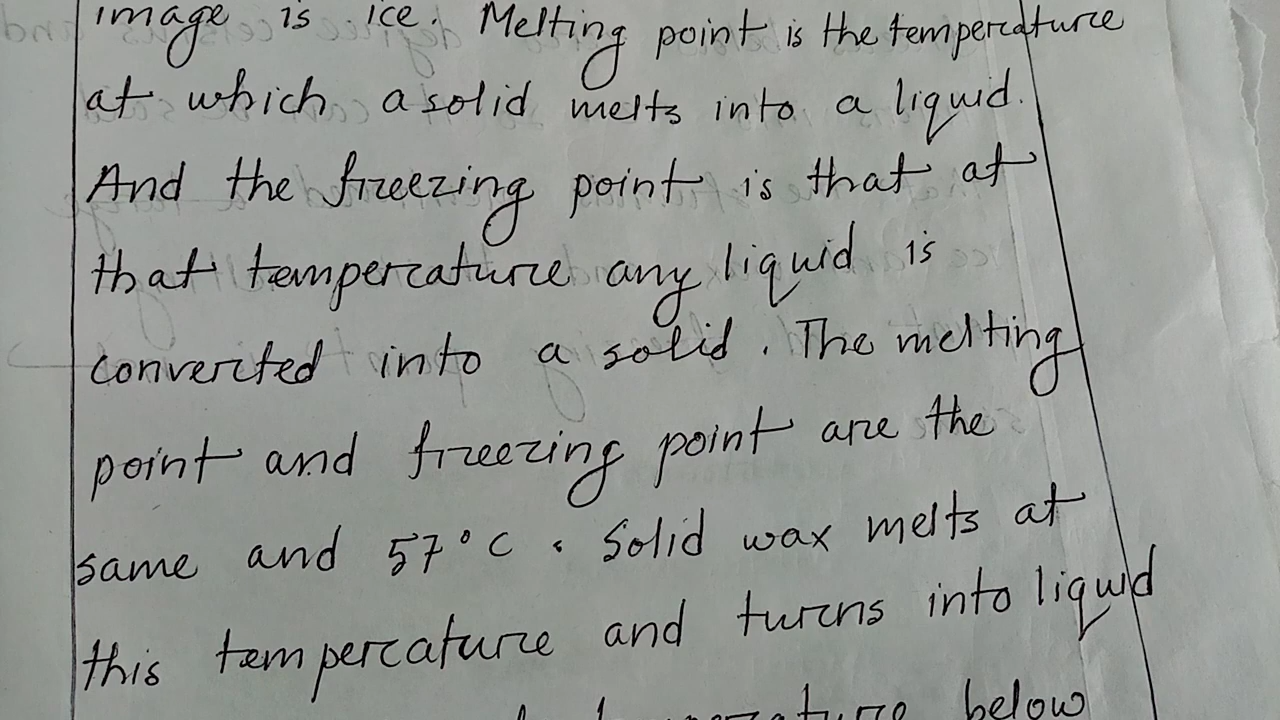 image is ice. Melting point is the temperature
at which a solid melts into a liquid.
And the freezing point is that at
that temperature any liquid is
converted into a solid. The melting
point and freezing point are the
same and 57°C. Solid wax melts at
this temperature and turns into liquid
below